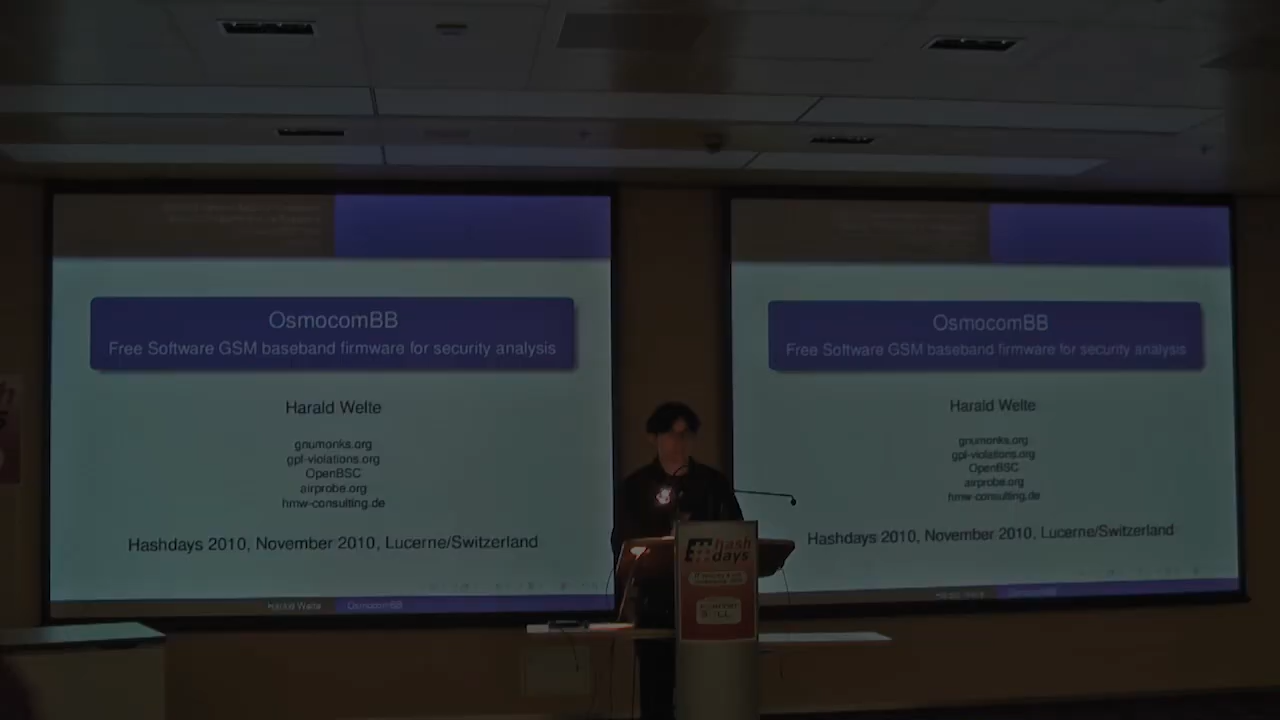 OsmocomBB
Free Software GSM baseband firmware for security analysis
Harald Welte
gnumonks.org
gpl-violations.org
OpenBSC
airprobe.org
hmw-consulting.de
Hashdays 2010, November 2010, Lucerne/Switzerland
Harald Welte
OsmocomBB
OsmocomBB
Free Software GSM baseband firmware for security analysis
Harald Welte
gnumonks.org
gpl-violations.org
OpenBSC
airprobe.org
hmw-consulting.de
Hashdays 2010, November 2010, Lucerne/Switzerland
hash
days